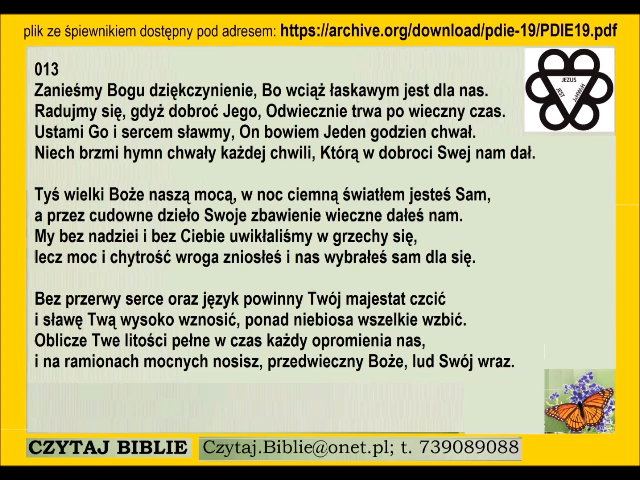 plik ze śpiewnikiem dostępny pod adresem: https://archive.org/download/pdie-19/PDIE19.pdf
013
Zanieśmy Bogu dziękczynienie, Bo wciąż łaskawym jest dla nas.
Radujmy się, gdyż dobroć Jego, Odwiecznie trwa po wieczny czas.
Ustami Go i sercem sławmy, On bowiem Jeden godzien chwał.
Niech brzmi hymn chwały każdej chwili, Którą w dobroci Swej nam dał.
Tyś wielki Boże naszą mocą, w noc ciemną światłem jesteś Sam,
a przez cudowne dzieło Swoje zbawienie wieczne dałeś nam.
My bez nadziei i bez Ciebie uwikłaliśmy w grzechy się,
lecz moc i chytrość wroga zniosłeś i nas wybrałeś sam dla się.
Bez przerwy serce oraz język powinny Twój majestat czcić
i sławę Twą wysoko wznosić, ponad niebiosa wszelkie wzbić.
Oblicze Twe litości pełne w czas każdy opromienia nas,
i na ramionach mocnych nosisz, przedwieczny Boże, lud Swój wraz.
JEZUS
JEST
CZYTAJ BIBLIE
Czytaj.Biblie@onet.pl; t. 739089088